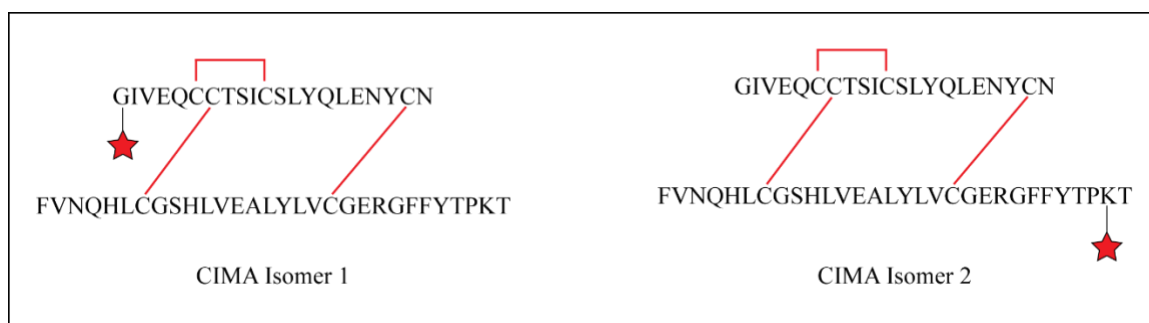 GIVEQCCTSICSLYQLENYCN
FVNQHLCGSHLVEALYLVCGERGFFYTPKT
CIMA Isomer 1
GIVEQCCTSICSLYQLENYCN
FVNQHLCGSHLVEALYLVCGERGFFYTPKT
CIMA Isomer 2